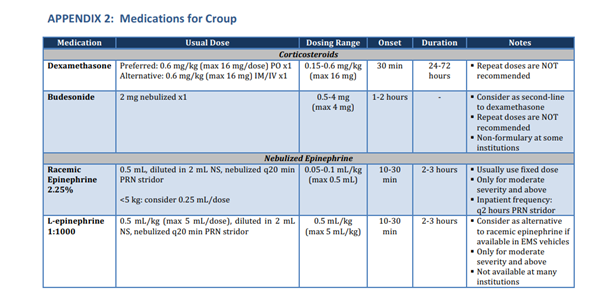 APPENDIX 2: Medications for Croup
Medication Usual Dose Dosing Range Onset Duration Notes
Corticosteroids
Dexamethasone Preferred: 0.6 mg/kg (max 16 mg/dose) PO x1 0.15-0.6 mg/kg 30 min 24-72 ▪ Repeat doses are NOT
Alternative: 0.6 mg/kg (max 16 mg) IM/IV x1 (max 16 mg) hours recommended
Budesonide 2 mg nebulized x1 0.5-4 mg 1-2 hours - ▪ Consider as second-line
(max 4 mg) to dexamethasone
▪ Repeat doses are NOT
recommended
▪ Non-formulary at some
institutions
Nebulized Epinephrine
Racemic 0.5 mL, diluted in 2 mL NS, nebulized q20 min 0.05-0.1 mL/kg 10-30 2-3 hours ▪ Usually use fixed dose
Epinephrine PRN stridor (max 0.5 mL) min ▪ Only for moderate
2.25% severity and above
<5 kg: consider 0.25 mL/dose ▪ Inpatient frequency:
q2 hours PRN stridor
L-epinephrine 0.5 mL/kg (max 5 mL/dose), diluted in 2 mL 0.5 mL/kg 10-30 2-3 hours ▪ Consider as alternative
1:1000 NS, nebulized q20 min PRN stridor (max 5 mL/kg) min to racemic epinephrine if
available in EMS vehicles
▪ Only for moderate
severity and above
▪ Not available at many
institutions